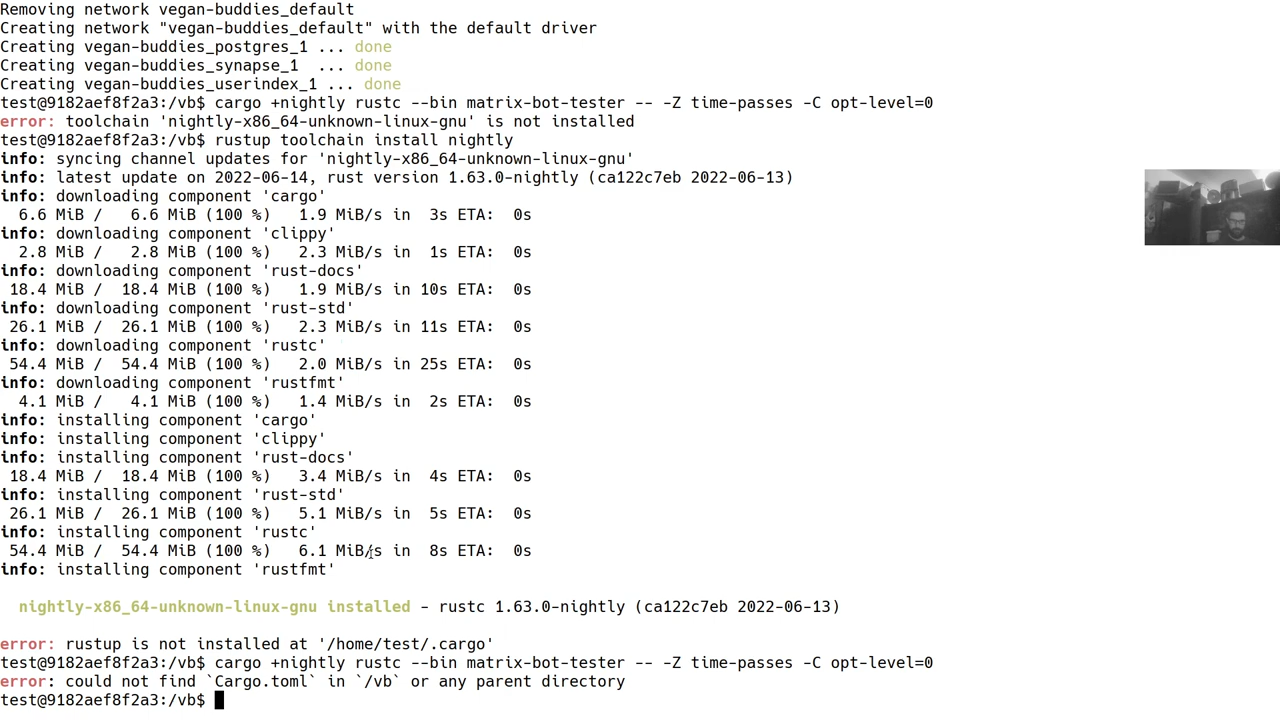 Removing network vegan-buddies_default
Creating network "vegan-buddies_default" with the default driver
Creating vegan-buddies_postgres_1 ... done
Creating vegan-buddies_synapse_1  ... done
Creating vegan-buddies_userindex_1 ... done
test@9182aef8f2a3:/vb$ cargo +nightly rustc --bin matrix-bot-tester -- -Z time-passes -C opt-level=0
error: toolchain 'nightly-x86_64-unknown-linux-gnu' is not installed
test@9182aef8f2a3:/vb$ rustup toolchain install nightly
info: syncing channel updates for 'nightly-x86_64-unknown-linux-gnu'
info: latest update on 2022-06-14, rust version 1.63.0-nightly (ca122c7eb 2022-06-13)
info: downloading component 'cargo'
  6.6 MiB /   6.6 MiB (100 %)   1.9 MiB/s in  3s ETA:  0s
info: downloading component 'clippy'
  2.8 MiB /   2.8 MiB (100 %)   2.3 MiB/s in  1s ETA:  0s
info: downloading component 'rust-docs'
 18.4 MiB /  18.4 MiB (100 %)   1.9 MiB/s in 10s ETA:  0s
info: downloading component 'rust-std'
 26.1 MiB /  26.1 MiB (100 %)   2.3 MiB/s in 11s ETA:  0s
info: downloading component 'rustc'
 54.4 MiB /  54.4 MiB (100 %)   2.0 MiB/s in 25s ETA:  0s
info: downloading component 'rustfmt'
  4.1 MiB /   4.1 MiB (100 %)   1.4 MiB/s in  2s ETA:  0s
info: installing component 'cargo'
info: installing component 'clippy'
info: installing component 'rust-docs'
 18.4 MiB /  18.4 MiB (100 %)   3.4 MiB/s in  4s ETA:  0s
info: installing component 'rust-std'
 26.1 MiB /  26.1 MiB (100 %)   5.1 MiB/s in  5s ETA:  0s
info: installing component 'rustc'
 54.4 MiB /  54.4 MiB (100 %)   6.1 MiB/s in  8s ETA:  0s
info: installing component 'rustfmt'
  nightly-x86_64-unknown-linux-gnu installed - rustc 1.63.0-nightly (ca122c7eb 2022-06-13)
error: rustup is not installed at '/home/test/.cargo'
test@9182aef8f2a3:/vb$ cargo +nightly rustc --bin matrix-bot-tester -- -Z time-passes -C opt-level=0
error: could not find `Cargo.toml` in `/vb` or any parent directory
test@9182aef8f2a3:/vb$